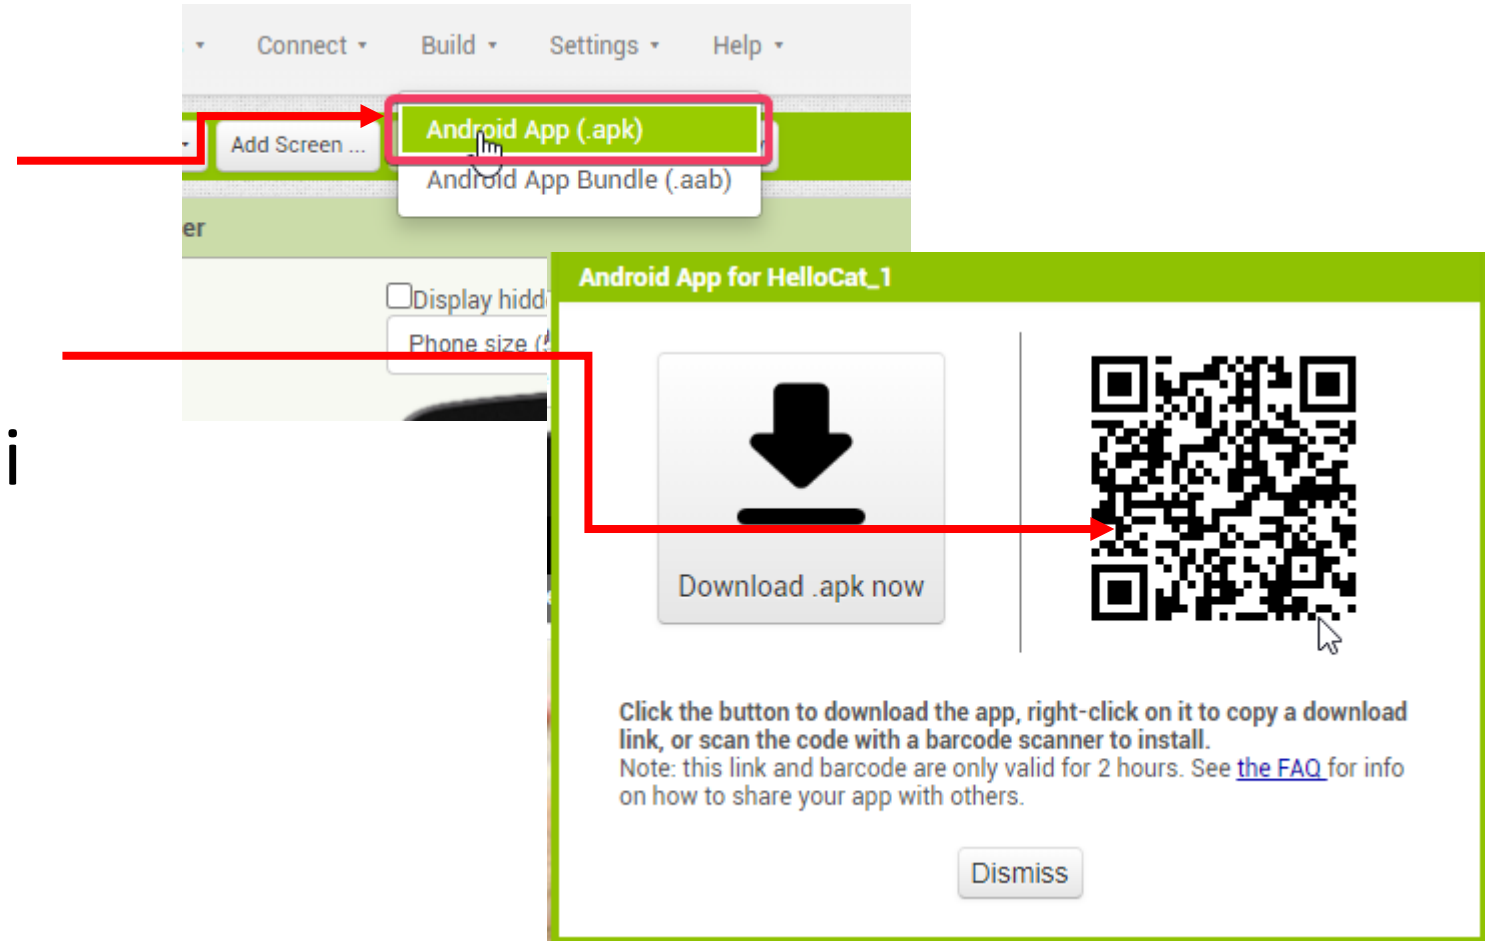 Connect Build Settings Help
Add Screen ...
Android App (.apk)
Android App Bundle (.aab)
er
Display hidd
Phone size (
i
Android App for HelloCat_1
Download .apk now
Click the button to download the app, right-click on it to copy a download
link, or scan the code with a barcode scanner to install.
Note: this link and barcode are only valid for 2 hours. See the FAQ for info
on how to share your app with others.
Dismiss